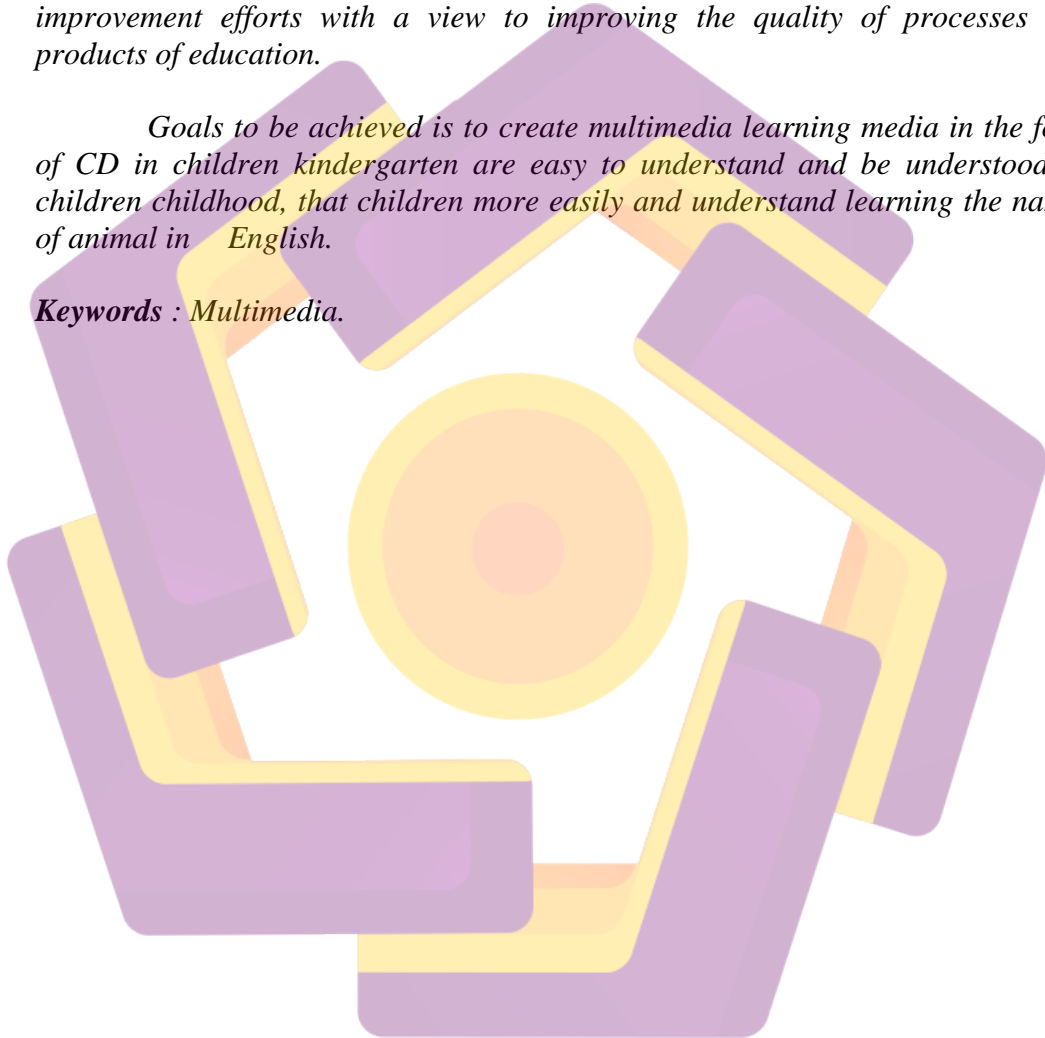 improvement efforts with a view to improving the quality of processes
products of education.
Goals to be achieved is to create multimedia learning media in the
of CD in children kindergarten are easy to understand and be understood
children childhood, that children more easily and understand learning the
of animal in English.
Keywords : Multimedia.